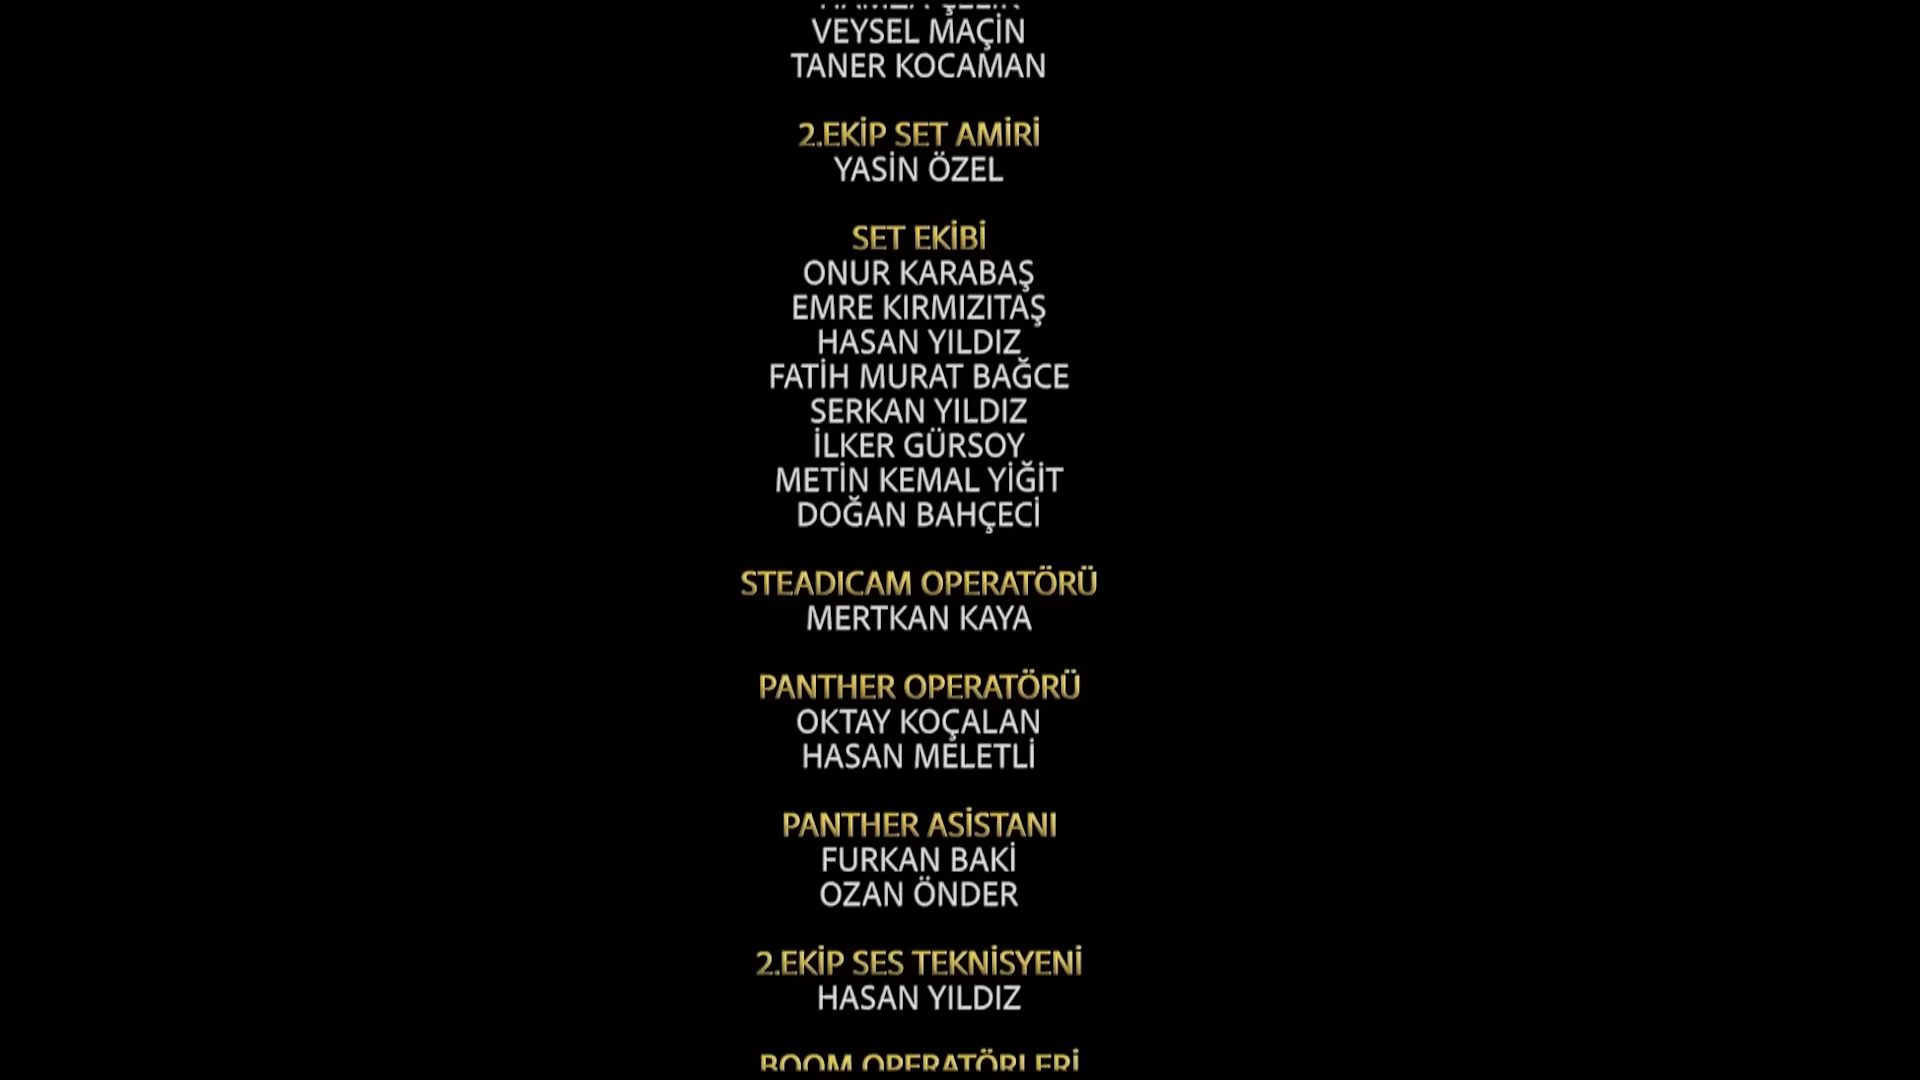 VEYSEL MAÇİN
TANER KOCAMAN
2.EKİP SET AMİRİ
YASİN ÖZEL
SET EKİBİ
ONUR KARABAŞ
EMRE KIRMIZITAŞ
HASAN YILDIZ
FATİH MURAT BAĞCE
SERKAN YILDIZ
İLKER GÜRSOY
METİN KEMAL YİĞİT
DOĞAN BAHÇECİ
STEADICAM OPERATÖRÜ
MERTKAN KAYA
PANTHER OPERATÖRÜ
OKTAY KOÇALAN
HASAN MELETLİ
PANTHER ASİSTANI
FURKAN BAKİ
OZAN ÖNDER
2.EKİP SES TEKNİSYENİ
HASAN YILDIZ
BOOM OPERATÖRLERİ